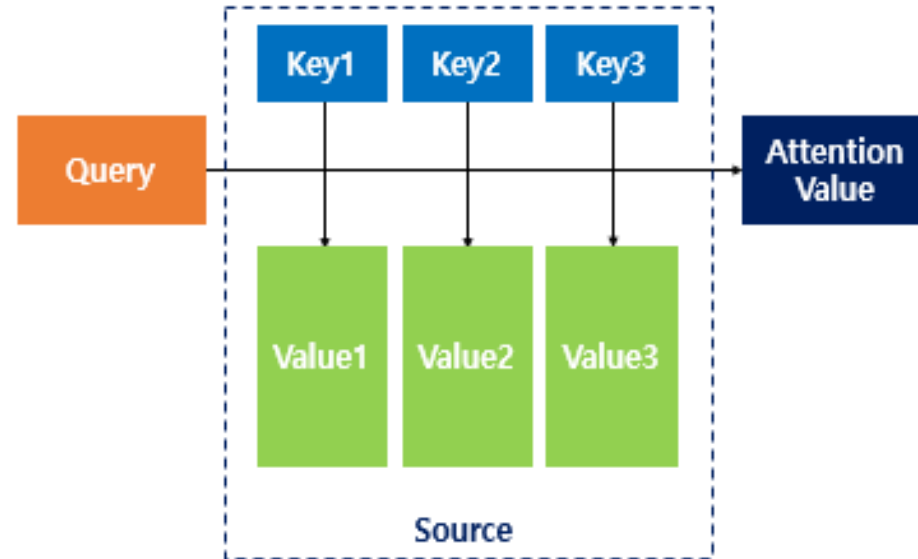 Key1 Key2 Key3
Query
Attention
Value
Value1 Value2 Value3
Source